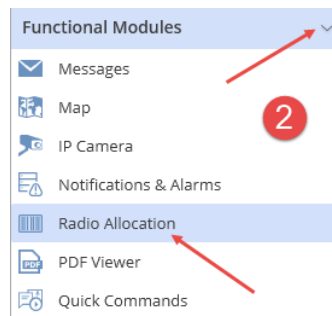 Functional Modules
Messages
Map
2
IP Camera
Notifications & Alarms
Radio Allocation
PDF PDF Viewer
Quick Commands